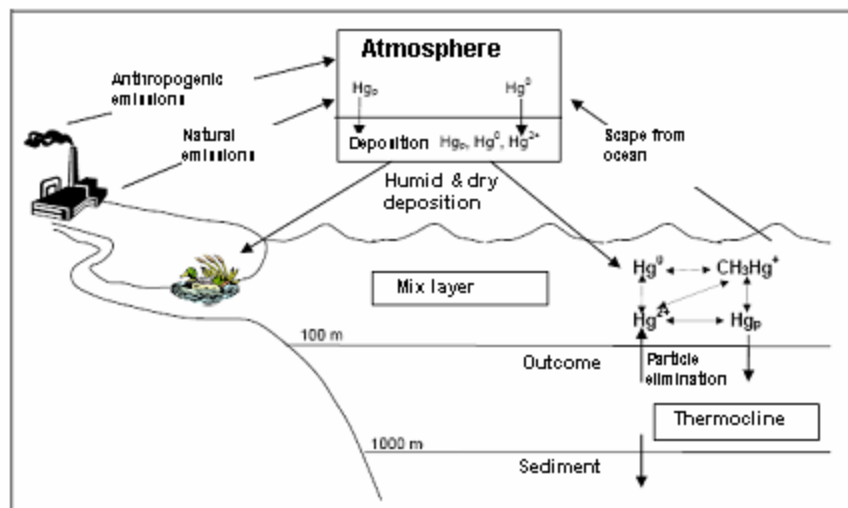 Atmosphere
Anthropogenic
emissions
Hgₚ
Hg⁰
Natural
emissions
Deposition Hgₚ, Hg⁰, Hg²⁺
Scape from
ocean
Humid & dry
deposition
Hg⁰
CH₃Hg⁺
Mix layer
Hg²⁺
Hgₚ
100 m
Outcome
Particle
elimination
Thermocline
1000 m
Sediment